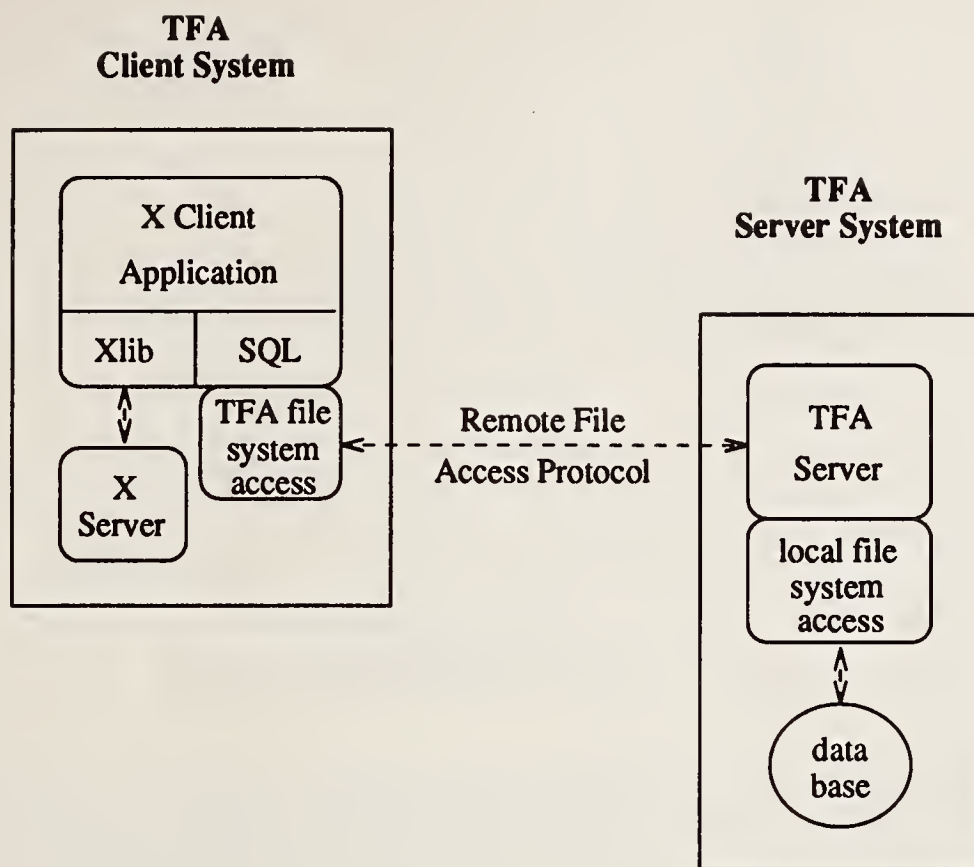 TFA
Client System
X Client
Application
Xlib
SQL
TFA file
system
access
X
Server
Remote File
Access Protocol
TFA
Server System
TFA
Server
local file
system
access
data
base